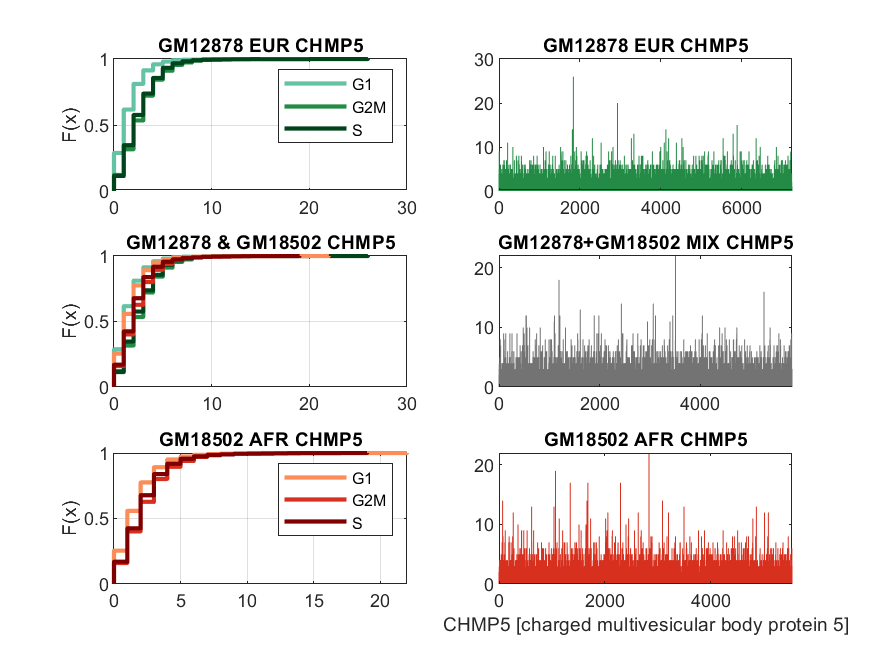 GM12878 EUR CHMP5
F(x)
1
0.5
0
0 10 20 30
G1
G2M
S
GM12878 EUR CHMP5
30
20
10
0
0 2000 4000 6000
GM12878 & GM18502 CHMP5
F(x)
1
0.5
0
0 10 20 30
GM12878+GM18502 MIX CHMP5
20
10
0
0 2000 4000
GM18502 AFR CHMP5
F(x)
1
0.5
0
0 5 10 15 20
G1
G2M
S
GM18502 AFR CHMP5
20
10
0
0 2000 4000
CHMP5 [charged multivesicular body protein 5]